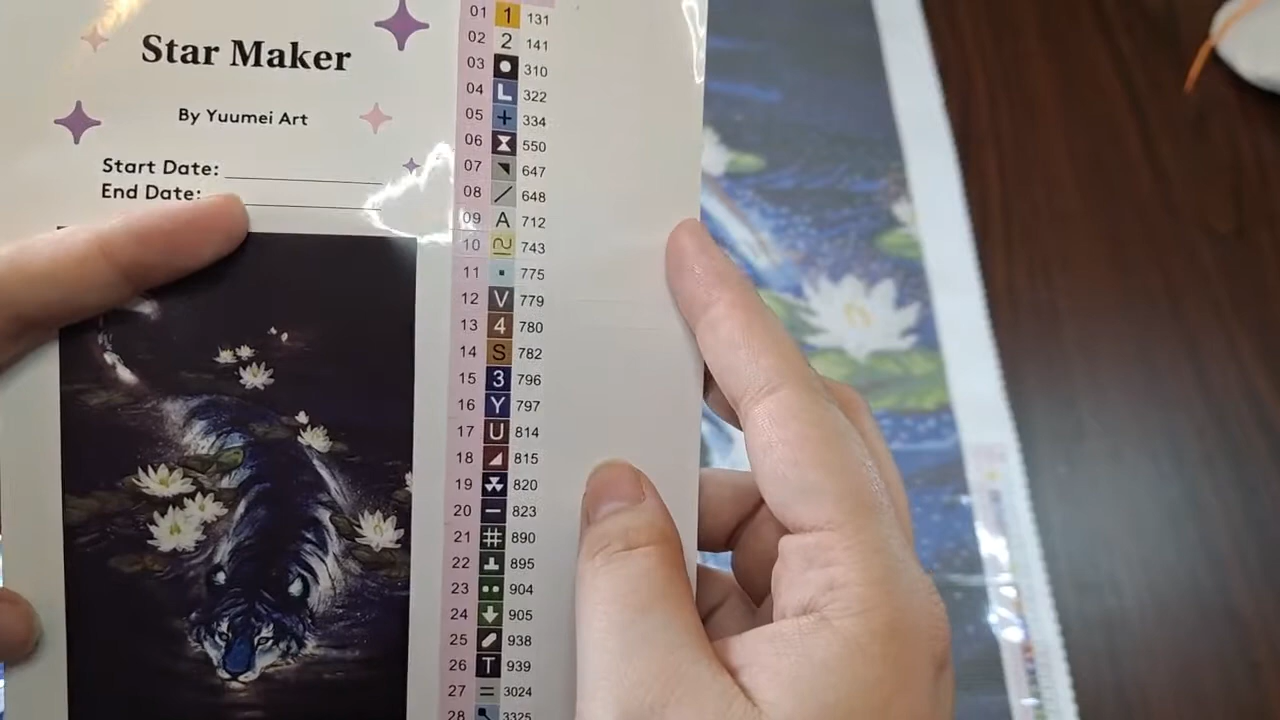 Star Maker
By Yuumei Art
Start Date:
End Date:
01 1 131
02 2 141
03 310
04 L 322
05 + 334
06 550
07 647
08 / 648
09 A 712
10 743
11 775
12 V 779
13 4 780
14 S 782
15 3 796
16 Y 797
17 U 814
18 815
19 820
20 – 823
21 # 890
22 895
23 904
24 905
25 938
26 T 939
27 = 3024
28 3325